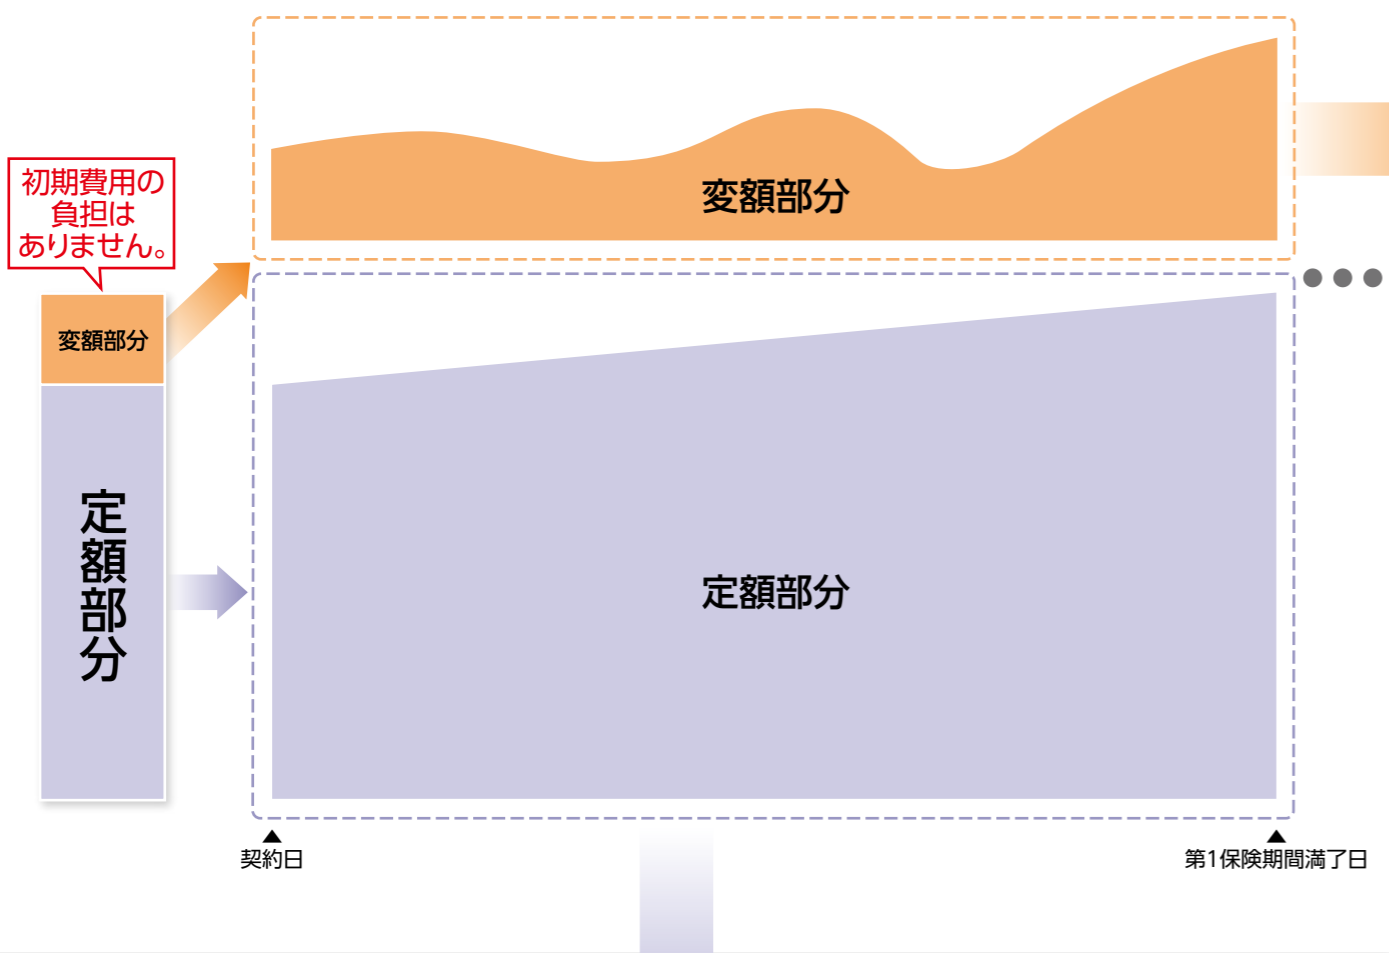 初期費用の
負担は
ありません。
変額部分
定額部分
変額部分
定額部分
契約日
第1保険期間満了日